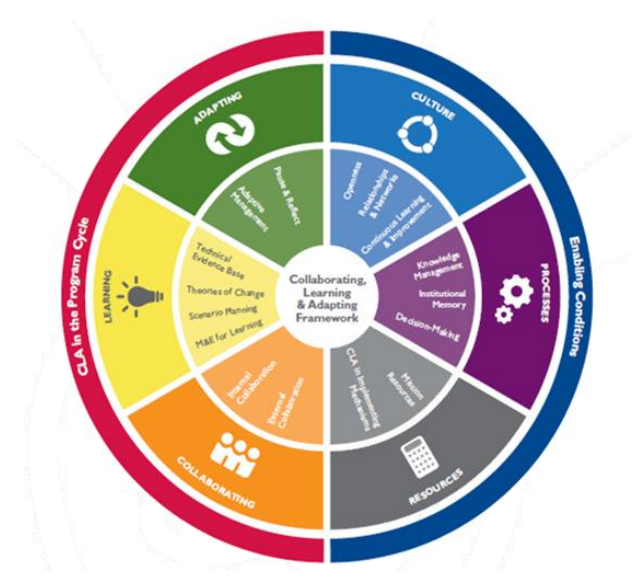 CLA in the Program Cycle
Enabling Conditions
ADAPTING
Adaptive
Management
Pause & Reflect
CULTURE
Openness
Relationships
& Networks
Continuous Learning
& Improvement
LEARNING
Technical
Evidence Base
Theories of Change
Scenario Planning
M&E for Learning
Collaborating,
Learning
& Adapting
Framework
PROCESSES
Knowledge
Management
Institutional
Memory
Decision-Making
COLLABORATING
Internal
Collaboration
External
Collaboration
RESOURCES
CLA in Implementing
Mechanisms
Mission
Resources